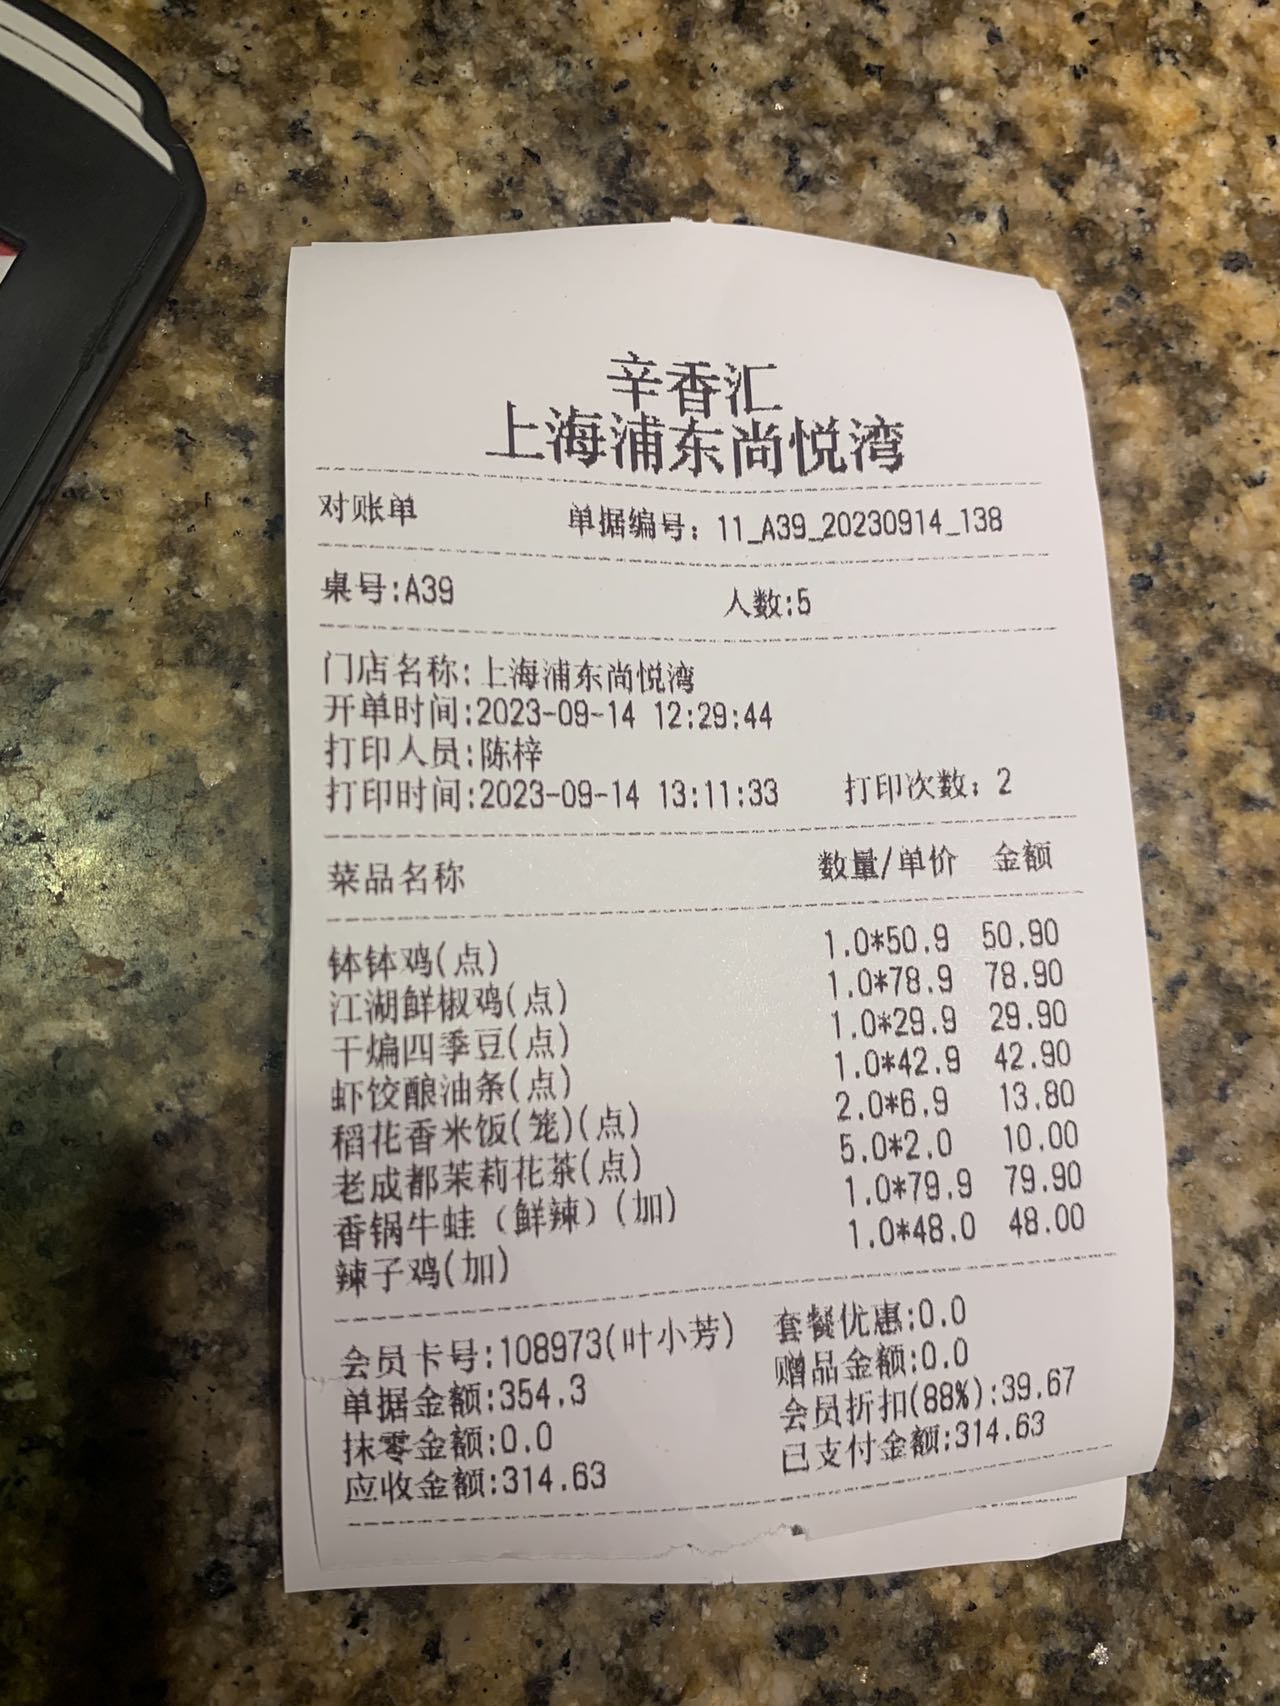 辛香汇
上海浦东尚悦湾
对账单 单据编号：11_A39_20230914_138
桌号:A39 人数:5
门店名称:上海浦东尚悦湾
开单时间:2023-09-14 12:29:44
打印人员:陈梓
打印时间:2023-09-14 13:11:33 打印次数：2
菜品名称 数量/单价 金额
钵钵鸡(点) 1.0*50.9 50.90
江湖鲜椒鸡(点) 1.0*78.9 78.90
干煸四季豆(点) 1.0*29.9 29.90
虾饺酿油条(点) 1.0*42.9 42.90
稻花香米饭(笼)(点) 2.0*6.9 13.80
老成都茉莉花茶(点) 5.0*2.0 10.00
香锅牛蛙（鲜辣）(加) 1.0*79.9 79.90
辣子鸡(加) 1.0*48.0 48.00
会员卡号:108973(叶小芳) 套餐优惠:0.0
单据金额:354.3 赠品金额:0.0
抹零金额:0.0 会员折扣(88%):39.67
应收金额:314.63 已支付金额:314.63